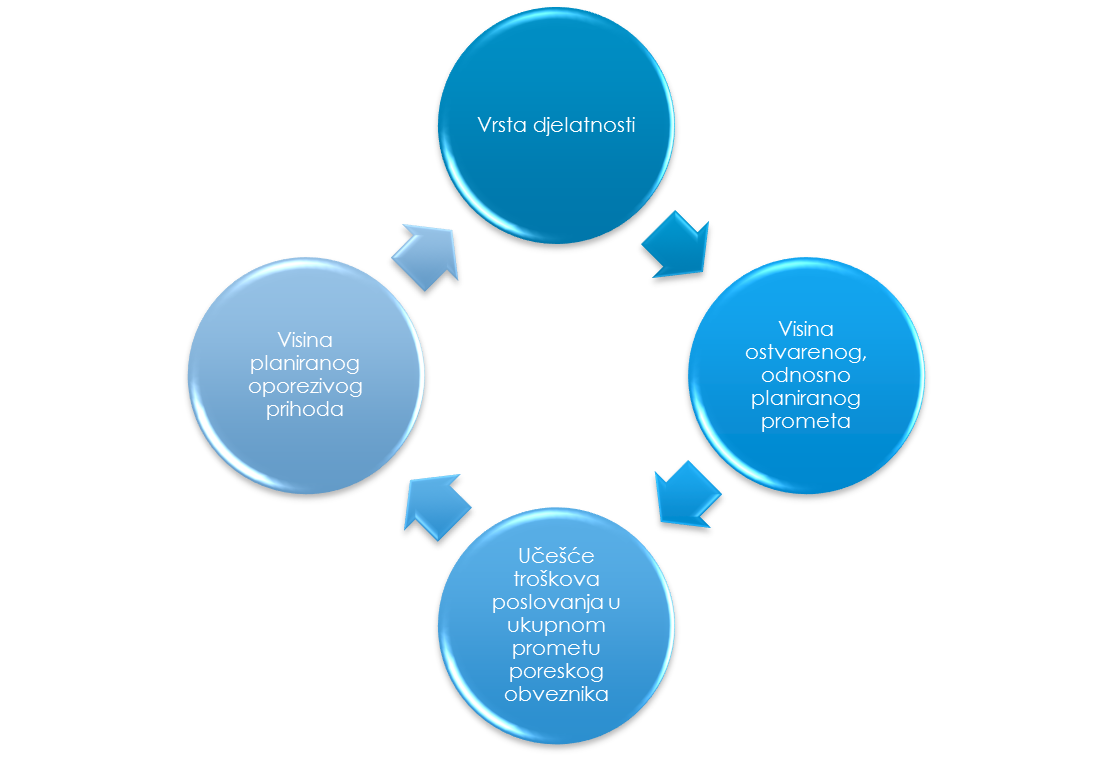 Vrsta djelatnosti
Visina
ostvarenog,
odnosno
planiranog
prometa
Učešće
troškova
poslovanja u
ukupnom
prometu
poreskog
obveznika
Visina
planiranog
oporezivog
prihoda